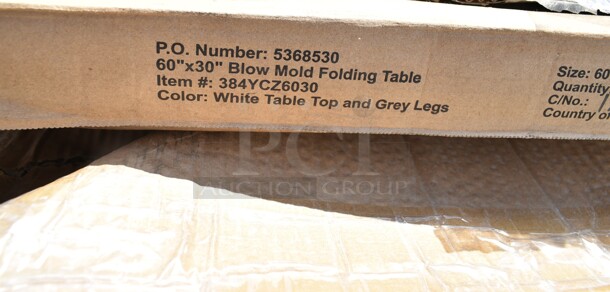 P.O. Number: 5368530
60"x30" Blow Mold Folding Table
Item #: 384YCZ6030
Color: White Table Top and Grey Legs
Size: 60
Quantity
C/No.:
Country o
PCI
AUCTION GROUP